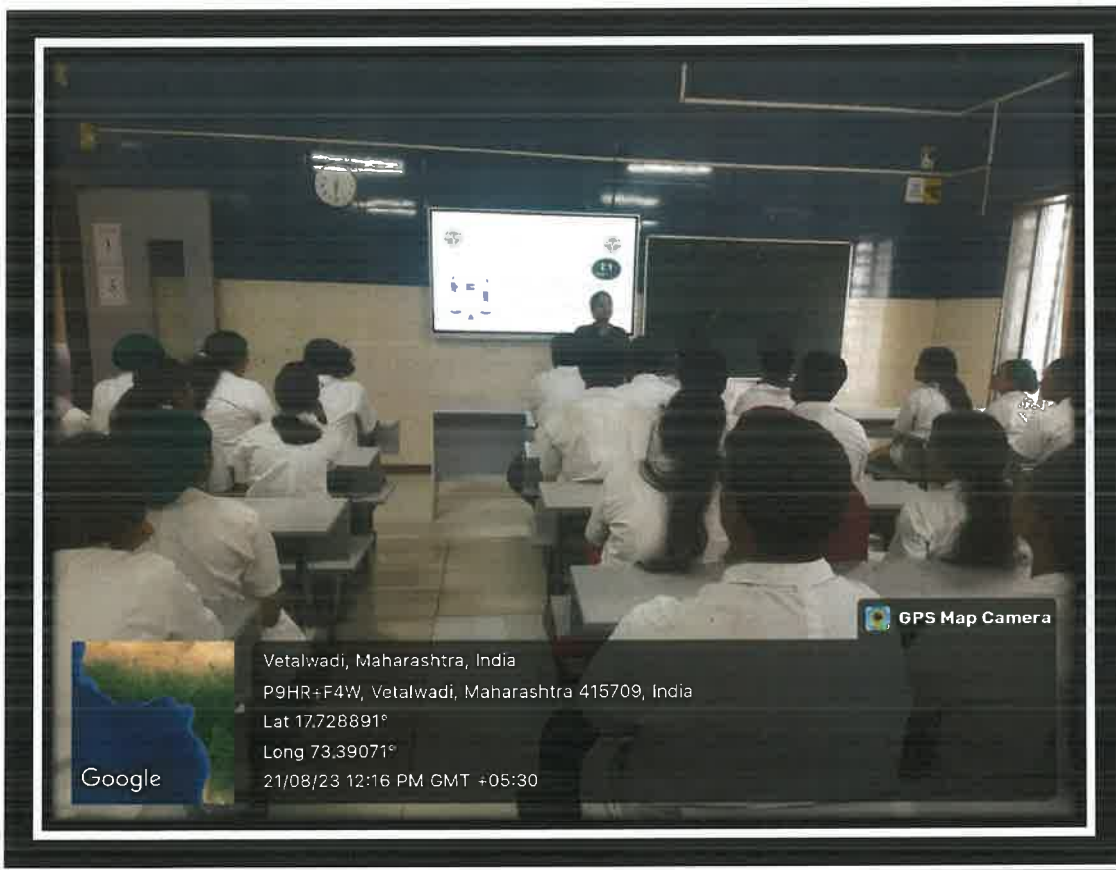 GPS Map Camera
Vetalwadi, Maharashtra, India
P9HR+F4W, Vetalwadi, Maharashtra 415709, India
Lat 17.728891°
Long 73.39071°
21/08/23 12:16 PM GMT +05:30
Google